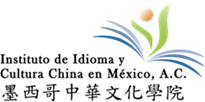 Instituto de Idioma y
Cultura China en México, A.C.
墨西哥中華文化學院